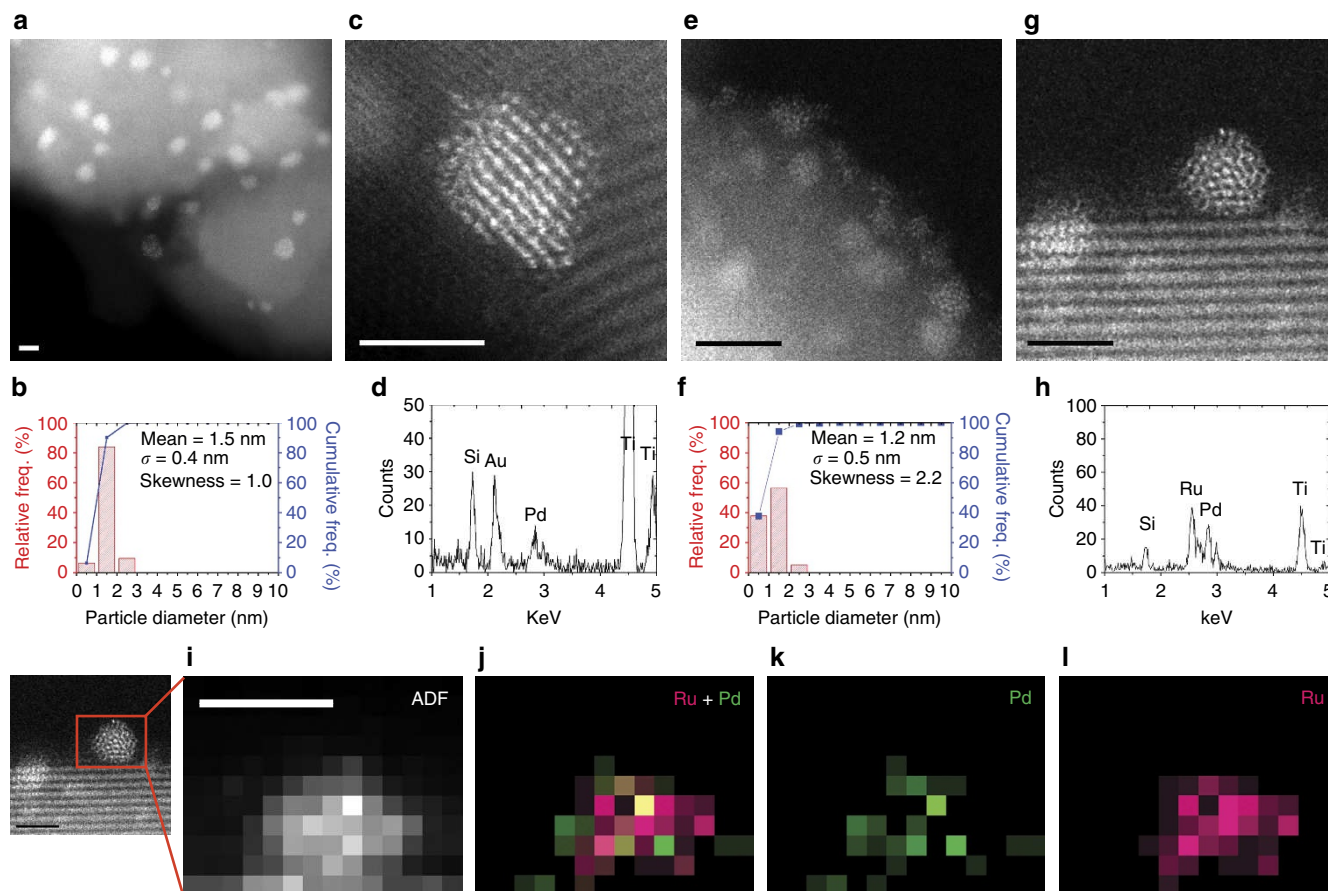 a
c
e
g
b
100
80
60
40
20
0
Relative freq. (%)
0 1 2 3 4 5 6 7 8 9 10
Particle diameter (nm)
Mean = 1.5 nm
σ = 0.4 nm
Skewness = 1.0
100
80
60
40
20
0
Cumulative freq. (%)
d
50
40
30
20
10
0
Counts
Si
Au
Pd
Ti
Ti
1 2 3 4 5
KeV
f
100
80
60
40
20
0
Relative freq. (%)
0 1 2 3 4 5 6 7 8 9 10
Particle diameter (nm)
Mean = 1.2 nm
σ = 0.5 nm
Skewness = 2.2
100
80
60
40
20
0
Cumulative freq. (%)
h
100
80
60
40
20
0
Counts
Si
Ru
Pd
Ti
Ti
1 2 3 4 5
keV
i
ADF
j
Ru + Pd
k
Pd
l
Ru